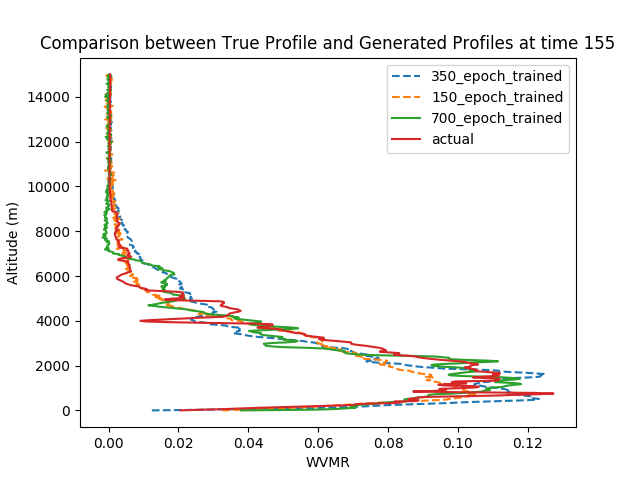 Comparison between True Profile and Generated Profiles at time 155
350_epoch_trained
150_epoch_trained
700_epoch_trained
actual
Altitude (m)
14000
12000
10000
8000
6000
4000
2000
0
0.00 0.02 0.04 0.06 0.08 0.10 0.12
WVMR